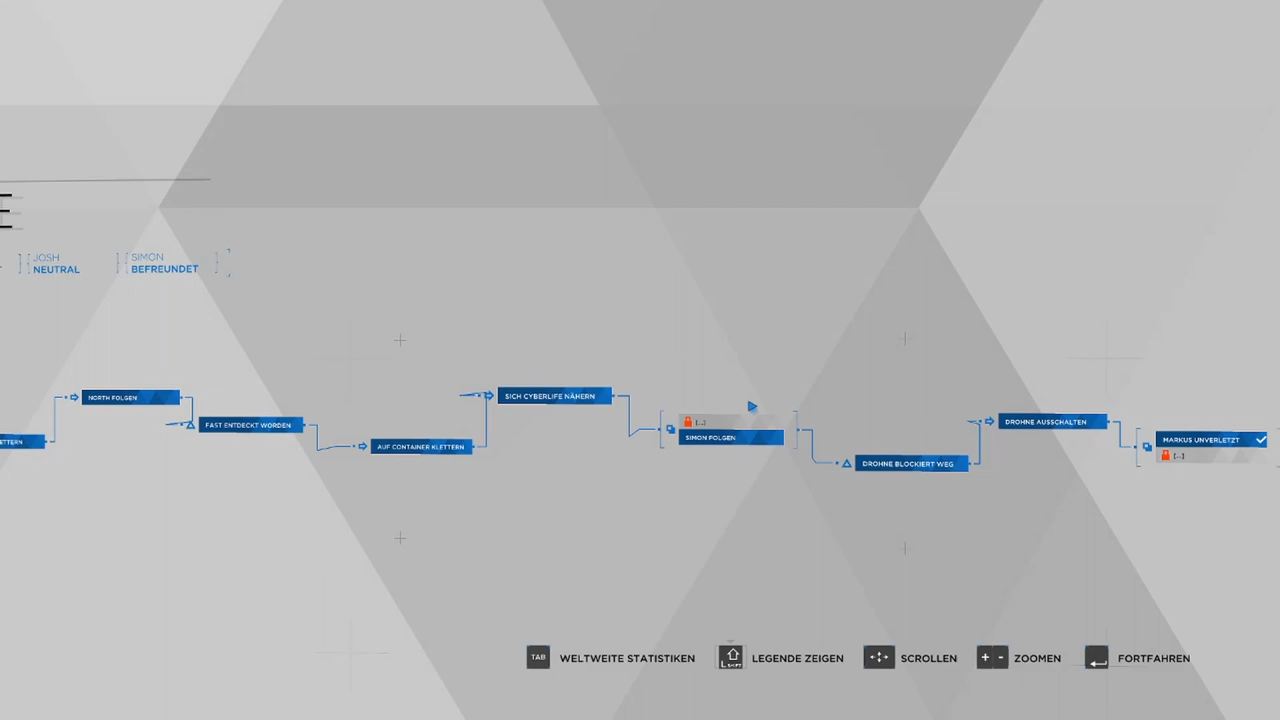 JOSH
NEUTRAL
SIMON
BEFREUNDET
NORTH FOLGEN
FAST ENTDECKT WORDEN
AUF CONTAINER KLETTERN
SICH CYBERLIFE NÄHERN
[...]
SIMON FOLGEN
DROHNE BLOCKIERT WEG
DROHNE AUSSCHALTEN
MARKUS UNVERLETZT
[...]
TAB WELTWEITE STATISTIKEN
L SHIFT LEGENDE ZEIGEN
SCROLLEN
+ - ZOOMEN
FORTFAHREN